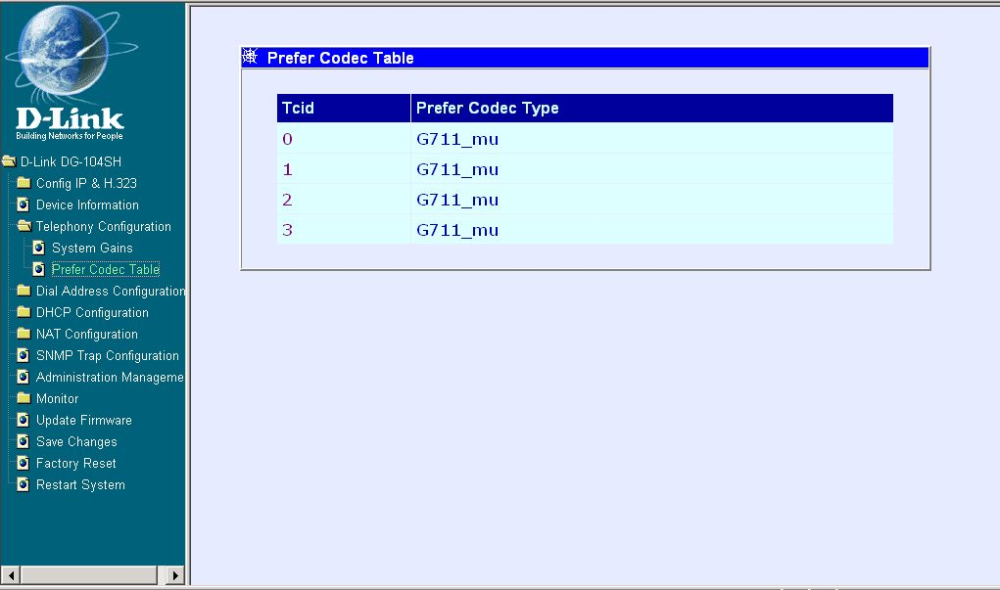 D-Link
Building Networks for People
D-Link DG-104SH
Config IP & H.323
Device Information
Telephony Configuration
System Gains
Prefer Codec Table
Dial Address Configuration
DHCP Configuration
NAT Configuration
SNMP Trap Configuration
Administration Manageme
Monitor
Update Firmware
Save Changes
Factory Reset
Restart System
Prefer Codec Table
Tcid Prefer Codec Type
0 G711_mu
1 G711_mu
2 G711_mu
3 G711_mu